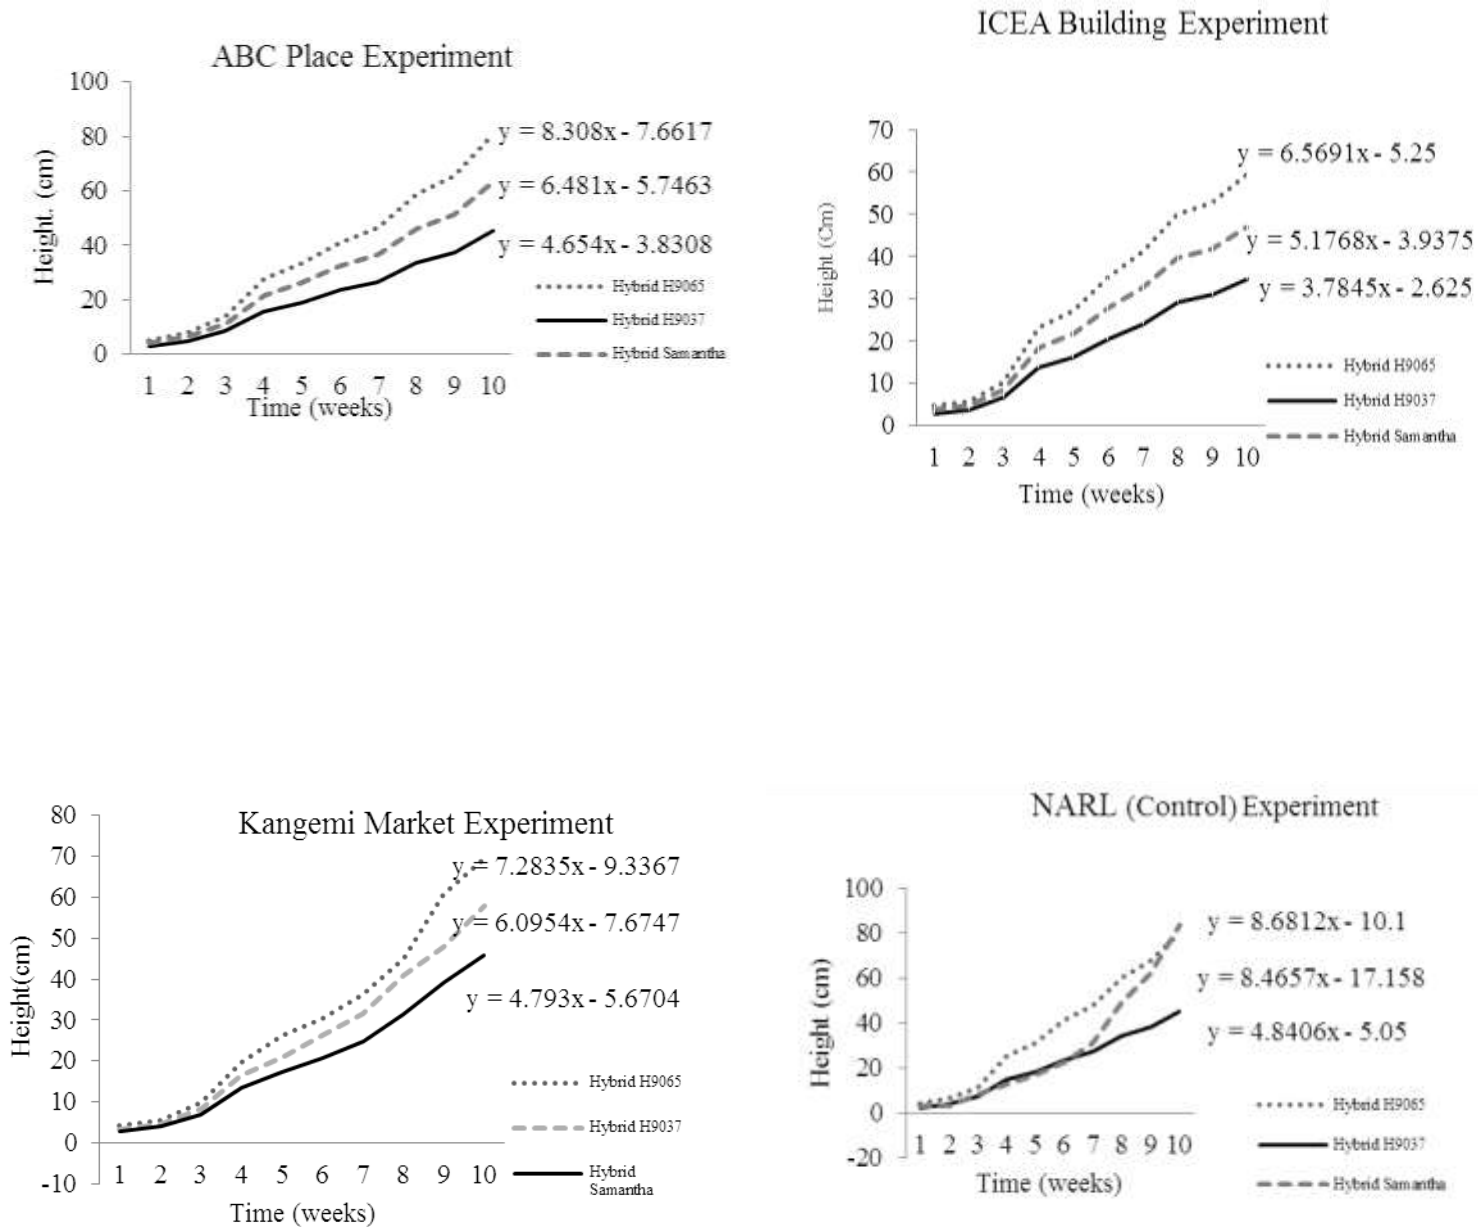 ABC Place Experiment
100
80
60
40
20
0
Height. (cm)
y = 8.308x - 7.6617
y = 6.481x - 5.7463
y = 4.654x - 3.8308
Hybrid H9065
Hybrid H9037
Hybrid Samantha
1 2 3 4 5 6 7 8 9 10
Time (weeks)
ICEA Building Experiment
70
60
50
40
30
20
10
0
Height (Cm)
y = 6.5691x - 5.25
y = 5.1768x - 3.9375
y = 3.7845x - 2.625
Hybrid H9065
Hybrid H9037
Hybrid Samantha
1 2 3 4 5 6 7 8 9 10
Time (weeks)
Kangemi Market Experiment
80
70
60
50
40
30
20
10
0
-10
Height(cm)
y = 7.2835x - 9.3367
y = 6.0954x - 7.6747
y = 4.793x - 5.6704
Hybrid H9065
Hybrid H9037
Hybrid
Samantha
1 2 3 4 5 6 7 8 9 10
Time (weeks)
NARL (Control) Experiment
100
80
60
40
20
0
-20
Height (cm)
y = 8.6812x - 10.1
y = 8.4657x - 17.158
y = 4.8406x - 5.05
Hybrid H9065
Hybrid H9037
Hybrid Samantha
1 2 3 4 5 6 7 8 9 10
Time (weeks)